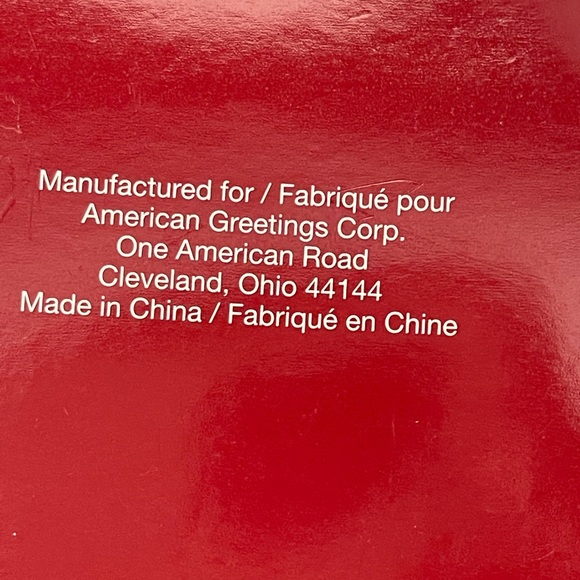 Manufactured for / Fabriqué pour
American Greetings Corp.
One American Road
Cleveland, Ohio 44144
Made in China / Fabriqué en Chine